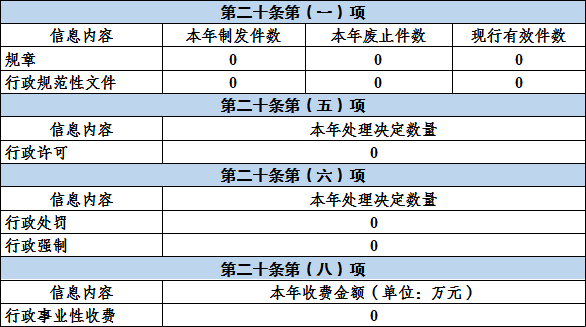 第二十条第（一）项
信息内容 本年制发件数 本年废止件数 现行有效件数
规章 0 0 0
行政规范性文件 0 0 0
第二十条第（五）项
信息内容 本年处理决定数量
行政许可 0
第二十条第（六）项
信息内容 本年处理决定数量
行政处罚 0
行政强制 0
第二十条第（八）项
信息内容 本年收费金额（单位：万元）
行政事业性收费 0